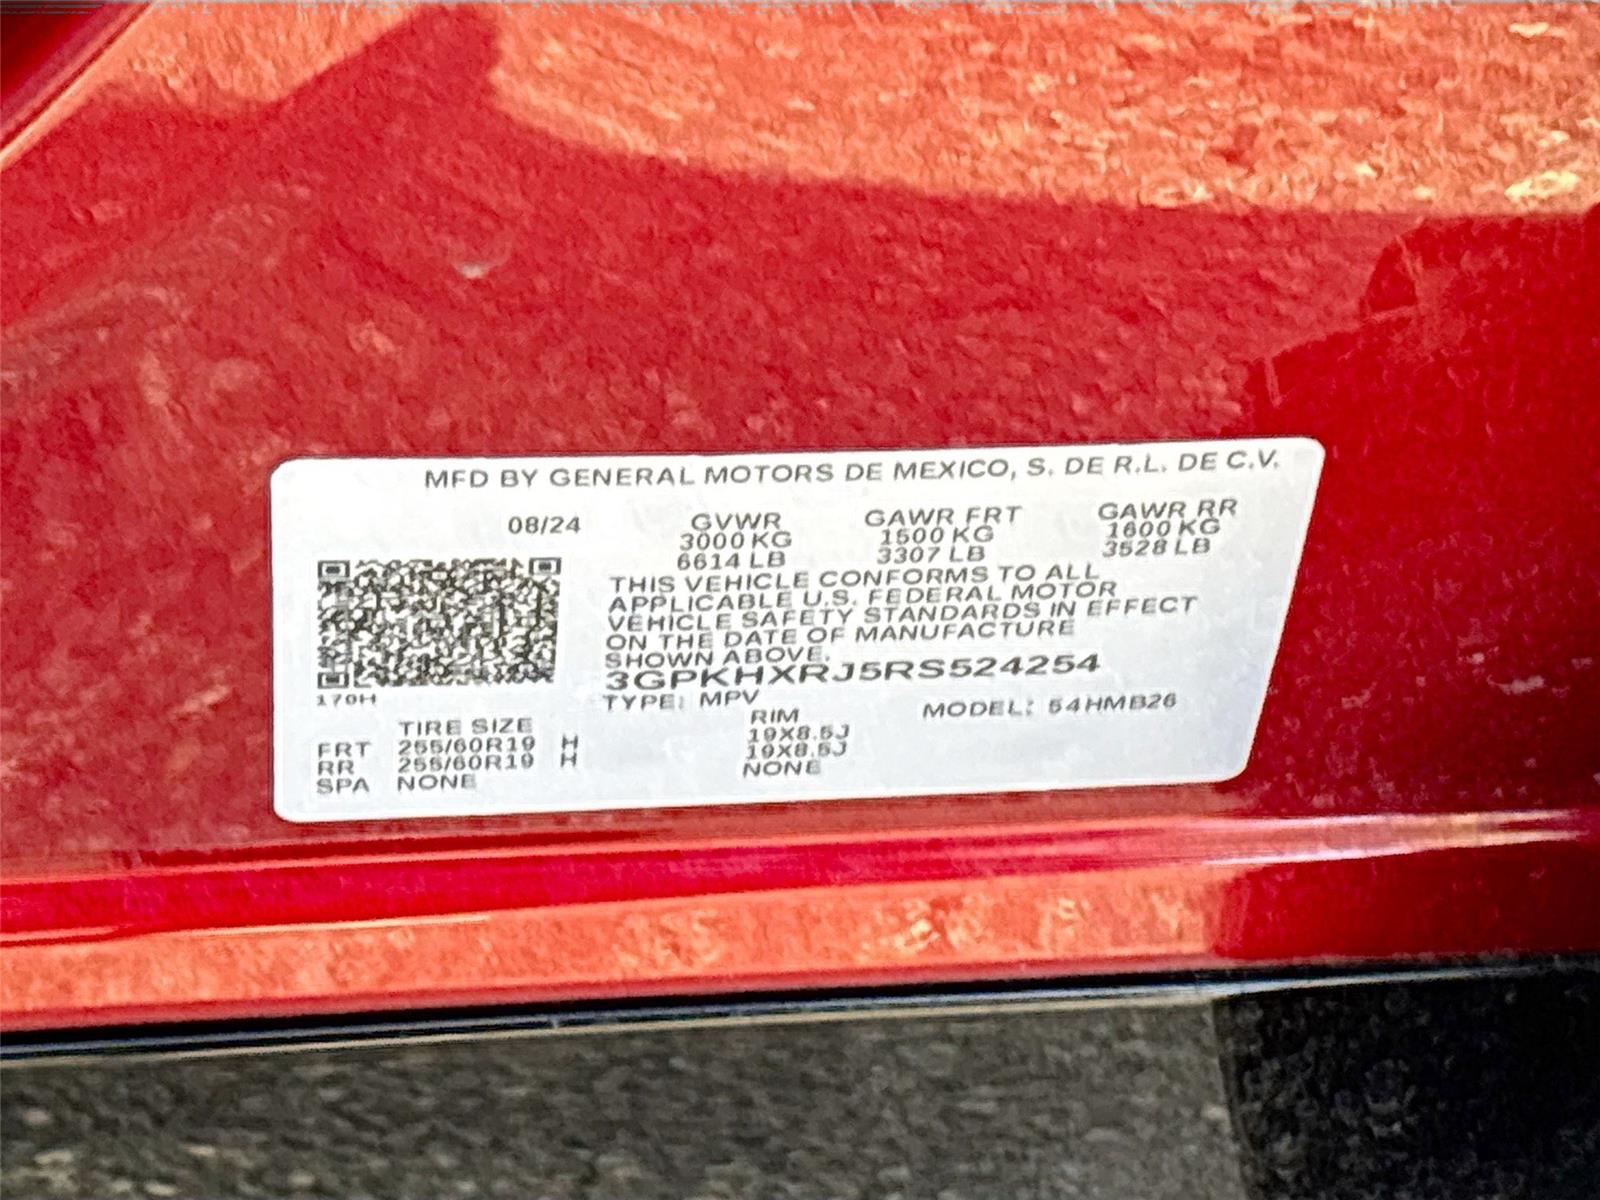 MFD BY GENERAL MOTORS DE MEXICO, S. DE R.L. DE C.V.
08/24 GVWR GAWR FRT GAWR RR
3000 KG 1500 KG 1600 KG
6614 LB 3307 LB 3528 LB
THIS VEHICLE CONFORMS TO ALL
APPLICABLE U.S. FEDERAL MOTOR
VEHICLE SAFETY STANDARDS IN EFFECT
ON THE DATE OF MANUFACTURE
SHOWN ABOVE.
3GPKHXRJ5RS524254
170H
TYPE: MPV MODEL: 54HMB26
TIRE SIZE RIM
FRT 255/60R19 H 19X8.5J
RR 255/60R19 H 19X8.5J
SPA NONE NONE